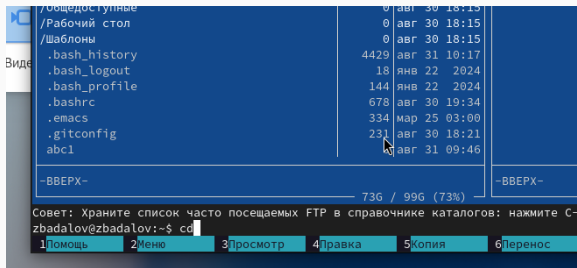 /Общедоступные 0 авг 30 18:15
/Рабочий стол 0 авг 30 18:15
/Шаблоны 0 авг 30 18:15
Виде
.bash_history 4429 авг 31 10:17
.bash_logout 18 янв 22 2024
.bash_profile 144 янв 22 2024
.bashrc 678 авг 30 19:34
.emacs 334 мар 25 03:00
.gitconfig 231 авг 30 18:21
abc1 авг 31 09:46
-ВВЕРХ- -ВВЕРХ-
73G / 99G (73%)
Совет: Храните список часто посещаемых FTP в справочнике каталогов: нажмите C-
zbadalov@zbadalov:~$ cd
1Помощь 2Меню 3Просмотр 4Правка 5Копия 6Перенос